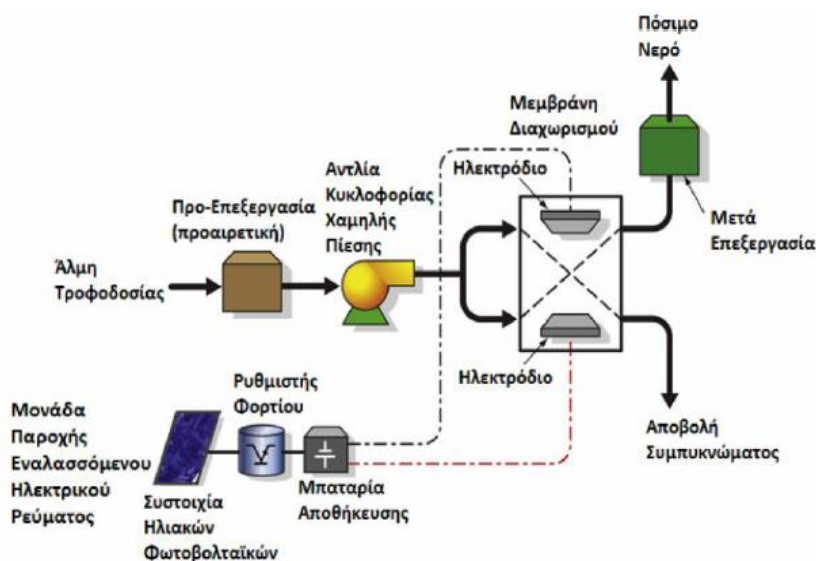 Πόσιμο
Νερό
Μεμβράνη
Διαχωρισμού
Ηλεκτρόδιο
Αντλία
Κυκλοφορίας
Χαμηλής
Πίεσης
Προ-Επεξεργασία
(προαιρετική)
Μετά
Επεξεργασία
Άλμη
Τροφοδοσίας
Ηλεκτρόδιο
Ρυθμιστής
Φορτίου
Μονάδα
Παροχής
Εναλασσόμενου
Ηλεκτρικού
Ρεύματος
Αποβολή
Συμπυκνώματος
Μπαταρία
Αποθήκευσης
Συστοιχία
Ηλιακών
Φωτοβολταϊκών